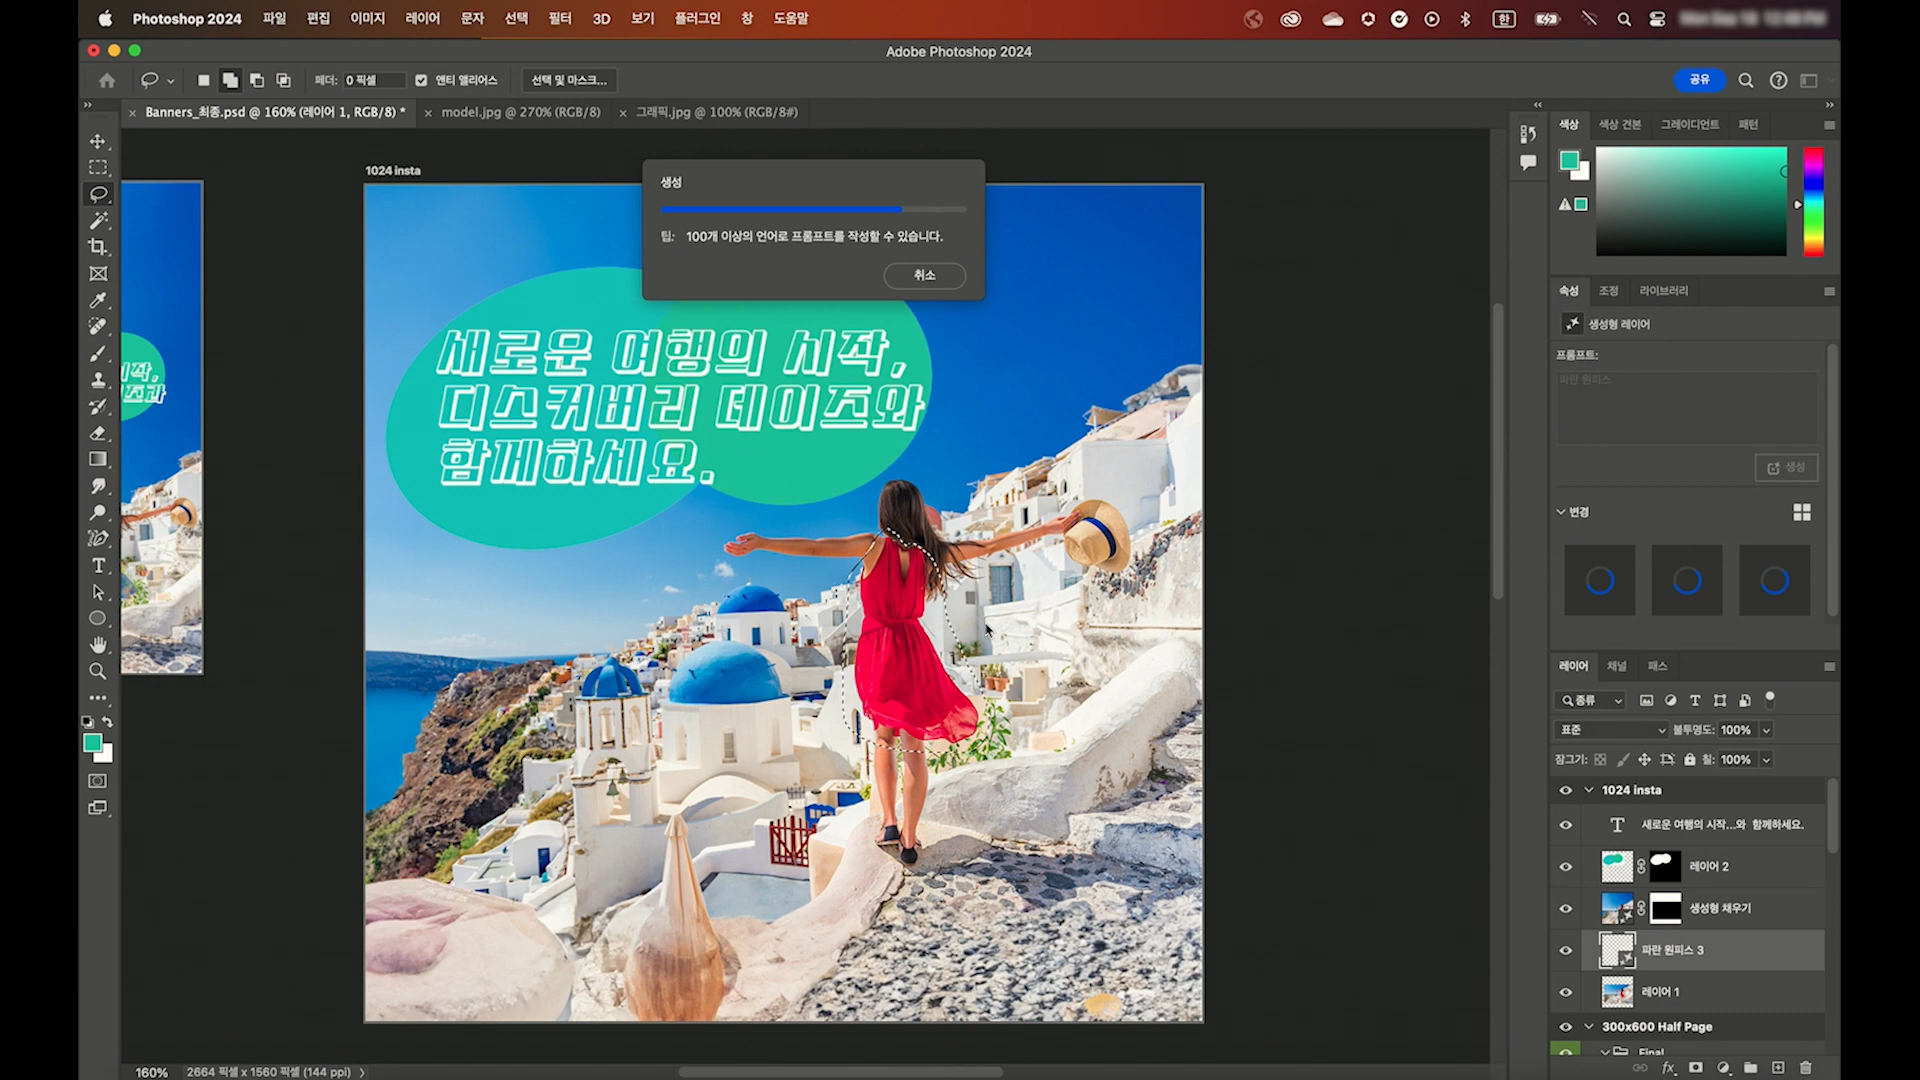 Photoshop 2024 파일 편집 이미지 레이어 문자 선택 필터 3D 보기 플러그인 창 도움말
한
Adobe Photoshop 2024
페더: 0 픽셀 앤티 앨리어스 선택 및 마스크... 공유
Banners_최종.psd @ 160% (레이어 1, RGB/8) * model.jpg @ 270% (RGB/8) 그래픽.jpg @ 100% (RGB/8#)
색상 색상 견본 그레이디언트 패턴
1024 insta
생성
팁: 100개 이상의 언어로 프롬프트를 작성할 수 있습니다.
취소
새로운 여행의 시작,
디스커버리 데이즈와
함께하세요.
속성 조정 라이브러리
생성형 레이어
프롬프트:
파란 원피스
생성
변경
레이어 채널 패스
종류
표준 불투명도: 100%
잠그기: 칠: 100%
1024 insta
새로운 여행의 시작...와 함께하세요.
레이어 2
생성형 채우기
파란 원피스 3
레이어 1
300x600 Half Page
Final
160% 2664 픽셀 x 1560 픽셀 (144 ppi)